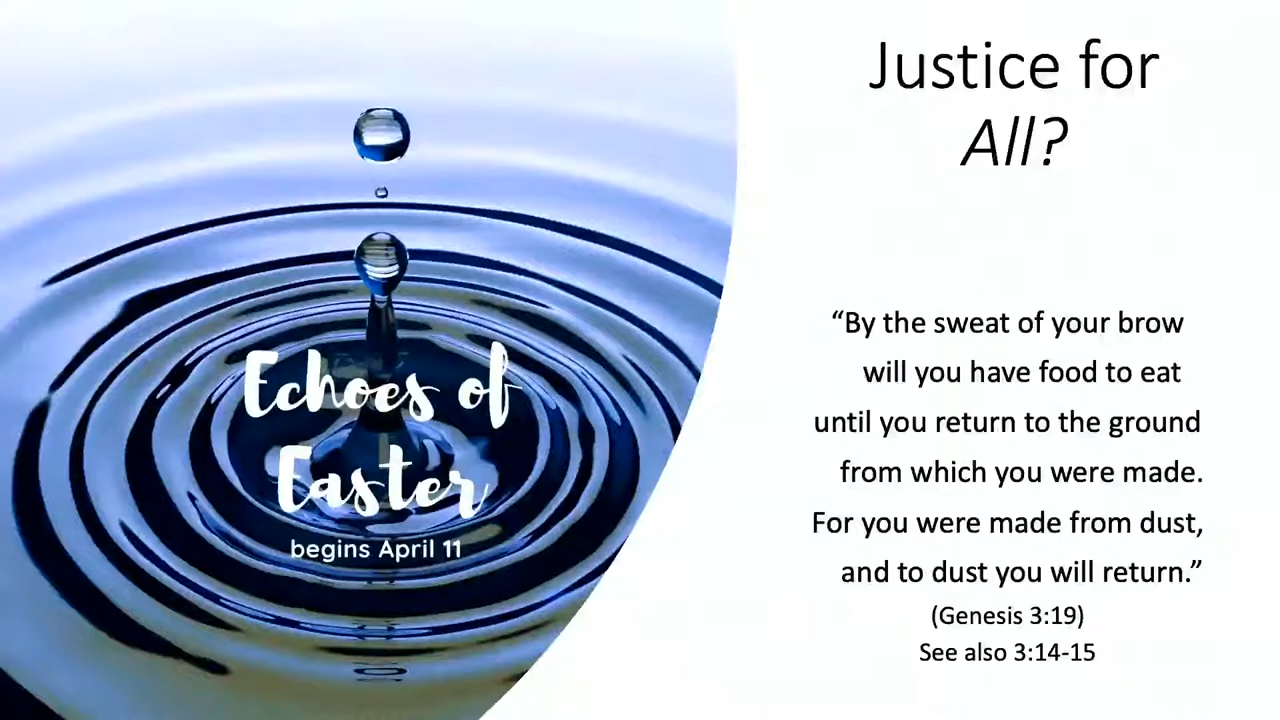 Justice for
All?
Echoes of
Easter
begins April 11
“By the sweat of your brow
will you have food to eat
until you return to the ground
from which you were made.
For you were made from dust,
and to dust you will return.”
(Genesis 3:19)
See also 3:14-15